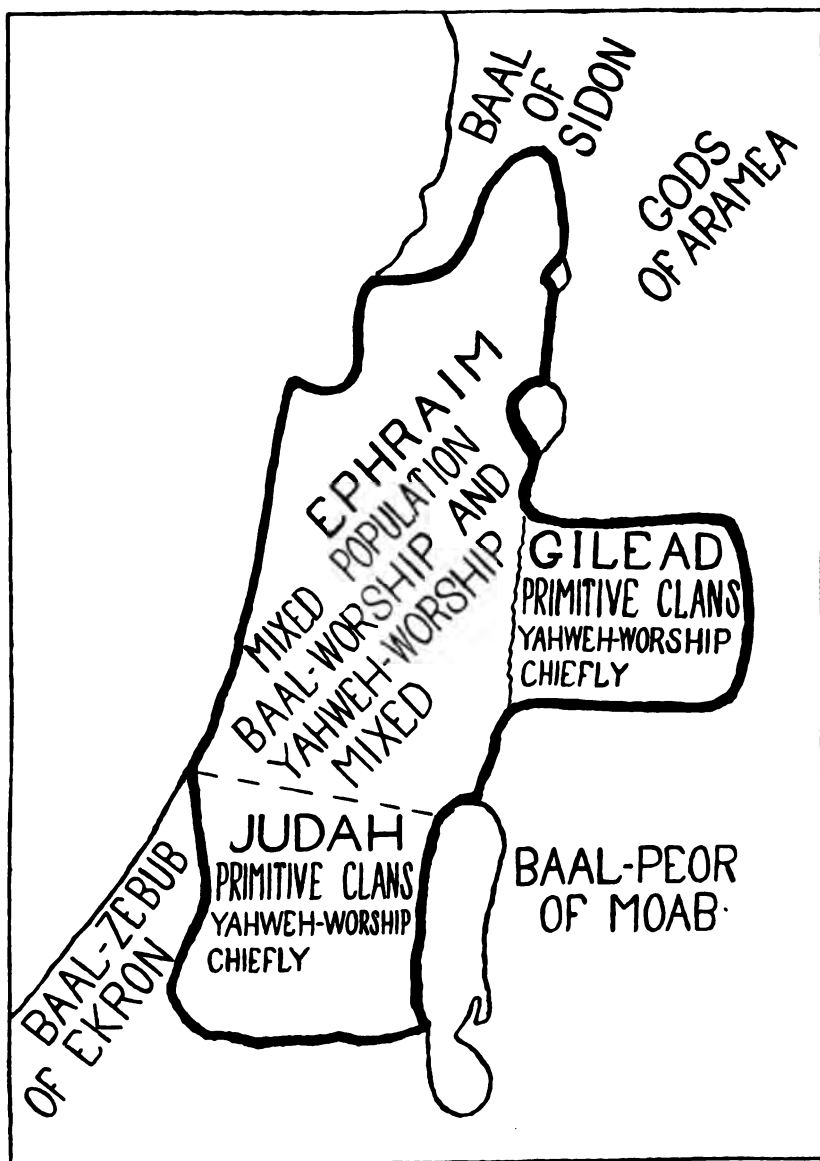 BAAL
OF
SIDON
GODS
OF ARAMEA
EPHRAIM
MIXED POPULATION
BAAL-WORSHIP AND
YAHWEH-WORSHIP
MIXED
GILEAD
PRIMITIVE CLANS
YAHWEH-WORSHIP
CHIEFLY
JUDAH
PRIMITIVE CLANS
YAHWEH-WORSHIP
CHIEFLY
BAAL-PEOR
OF MOAB
BAAL-ZEBUB
OF EKRON